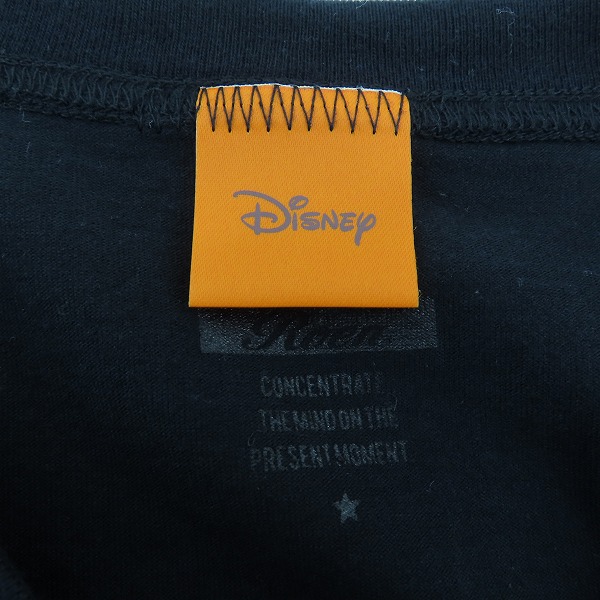 Disney
CONCENTRATE
THE MIND ON THE
PRESENT MOMENT